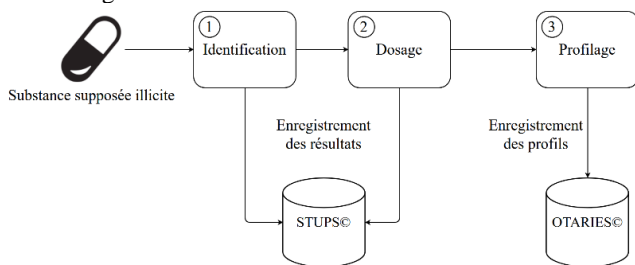 1
Identification
2
Dosage
3
Profilage
Substance supposée illicite
Enregistrement
des résultats
Enregistrement
des profils
STUPS©
OTARIES©